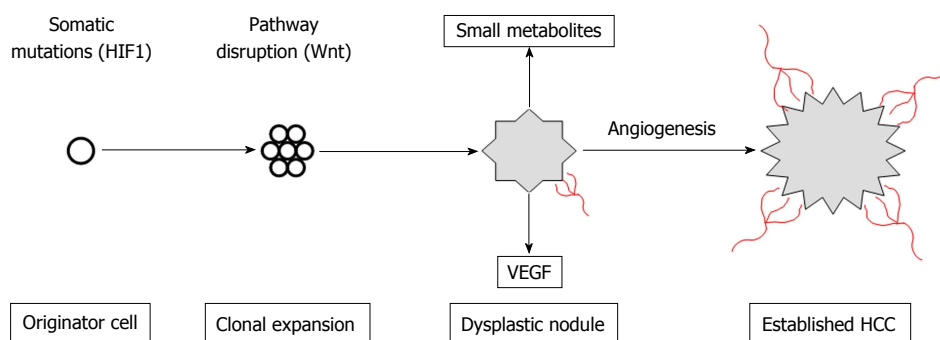 Somatic
mutations (HIF1)
Pathway
disruption (Wnt)
Small metabolites
Angiogenesis
VEGF
Originator cell
Clonal expansion
Dysplastic nodule
Established HCC